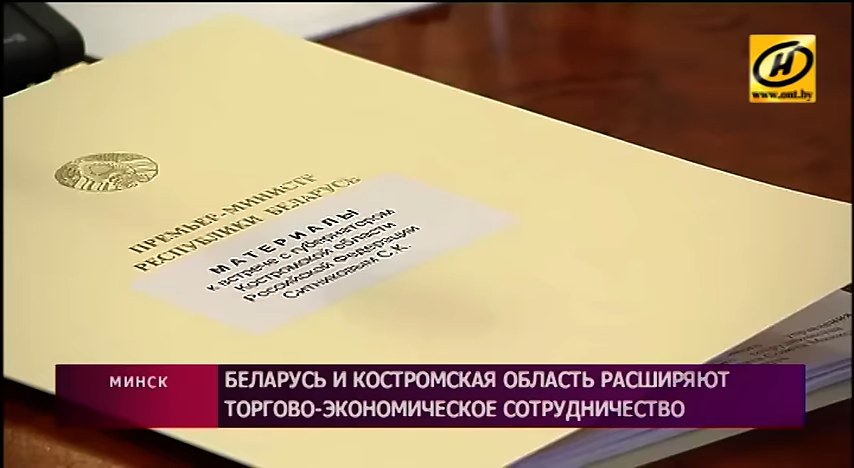 www.ont.by
ПРЕМЬЕР-МИНИСТР
РЕСПУБЛИКИ БЕЛАРУСЬ
МАТЕРИАЛЫ
к встрече с губернатором
Костромской области
Российской Федерации
Ситниковым С.К.
управления
МИНСК
БЕЛАРУСЬ И КОСТРОМСКАЯ ОБЛАСТЬ РАСШИРЯЮТ
ТОРГОВО-ЭКОНОМИЧЕСКОЕ СОТРУДНИЧЕСТВО